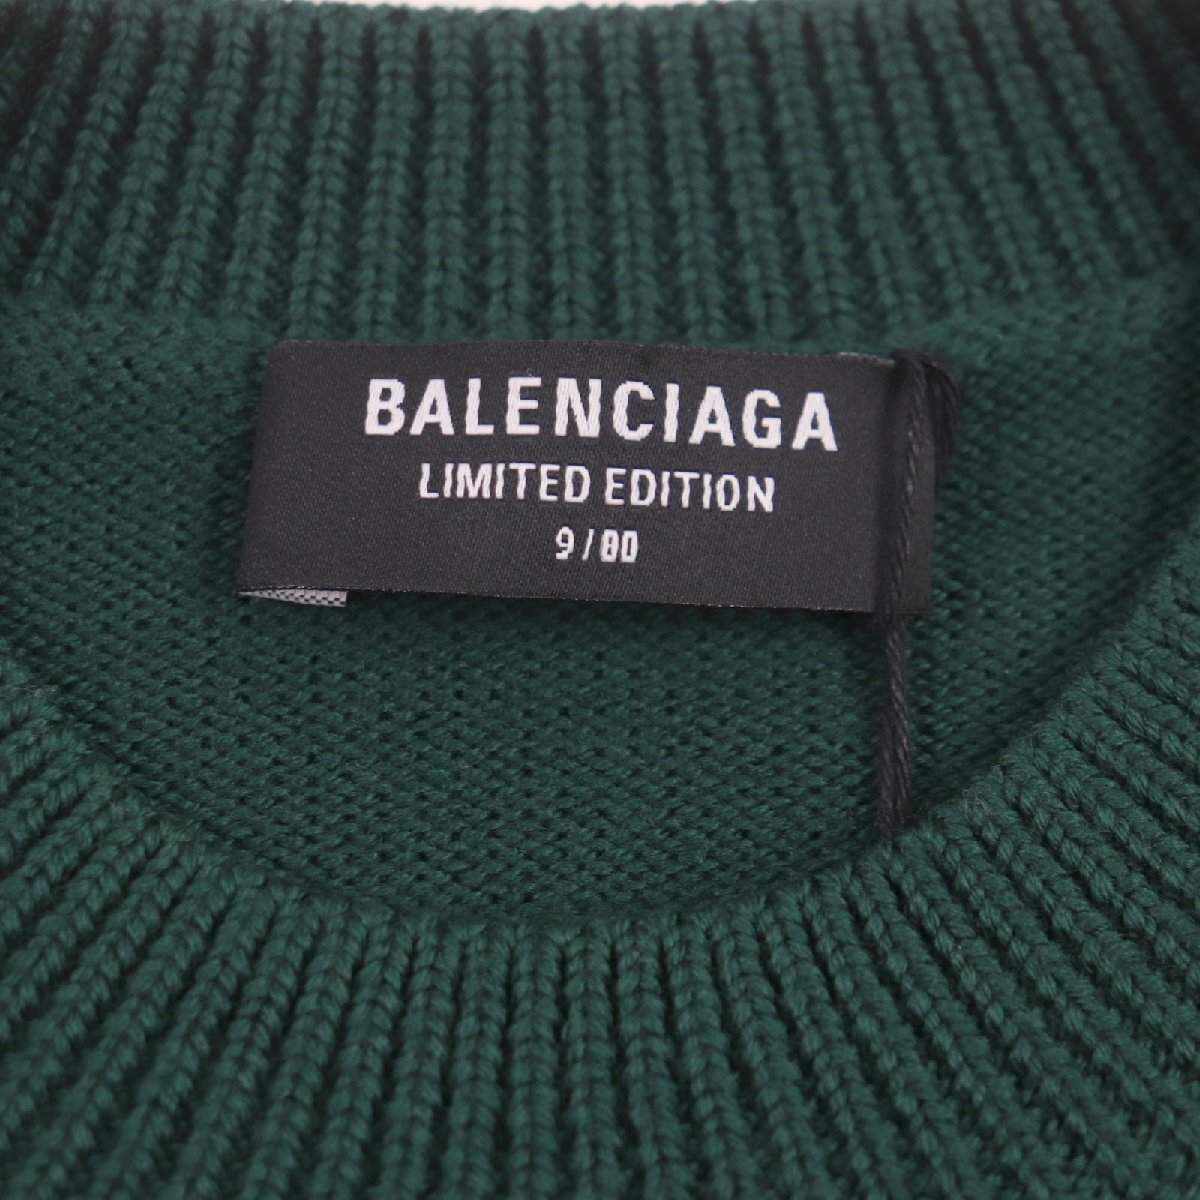 BALENCIAGA
LIMITED EDITION
9/80